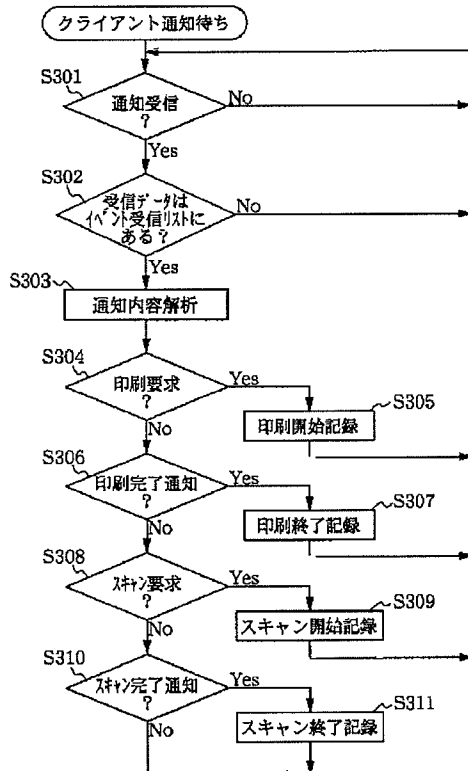 クライアント通知待ち
S301
通知受信
?
No
Yes
S302
受信データは
イベント受信リストに
ある?
No
Yes
S303
通知内容解析
S304
印刷要求
?
Yes
No
S305
印刷開始記録
S306
印刷完了通知
?
Yes
No
S307
印刷終了記録
S308
スキャン要求
?
Yes
No
S309
スキャン開始記録
S310
スキャン完了通知
?
Yes
No
S311
スキャン終了記録